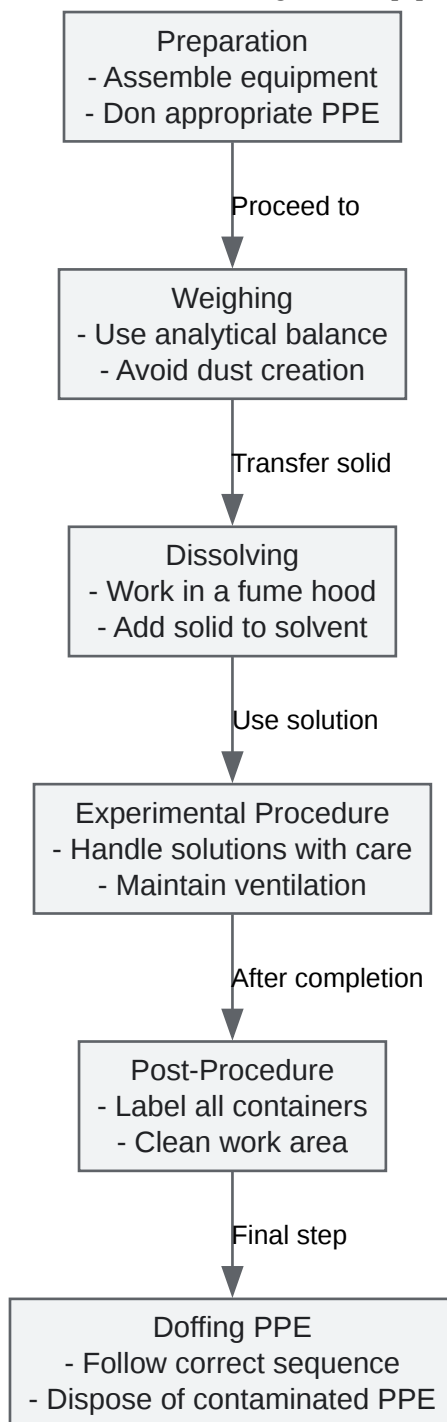 Preparation
- Assemble equipment
- Don appropriate PPE
Proceed to
Weighing
- Use analytical balance
- Avoid dust creation
Transfer solid
Dissolving
- Work in a fume hood
- Add solid to solvent
Use solution
Experimental Procedure
- Handle solutions with care
- Maintain ventilation
After completion
Post-Procedure
- Label all containers
- Clean work area
Final step
Doffing PPE
- Follow correct sequence
- Dispose of contaminated PPE